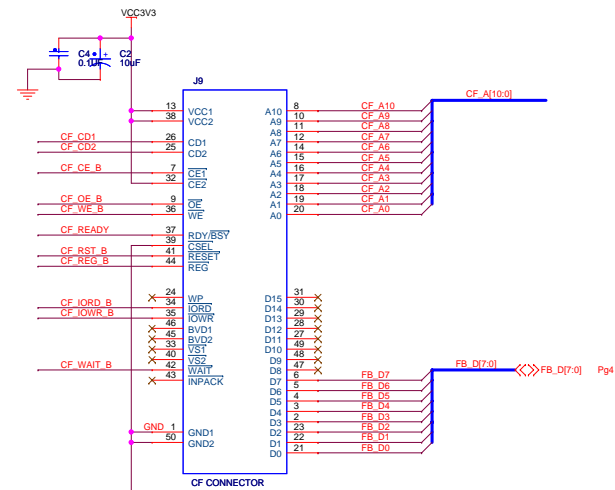 VCC3V3
C4
0.1uF
C2
10uF
J9
CF_A[10:0]
13 VCC1 A10 8 CF_A10
38 VCC2 A9 10 CF_A9
A8 11 CF_A8
CF_CD1 26 CD1 A7 12 CF_A7
CF_CD2 25 CD2 A6 14 CF_A6
A5 15 CF_A5
CF_CE_B 7 CE1 A4 16 CF_A4
32 CE2 A3 17 CF_A3
A2 18 CF_A2
CF_OE_B 9 OE A1 19 CF_A1
CF_WE_B 36 WE A0 20 CF_A0
CF_READY 37 RDY/BSY
39 CSEL
CF_RST_B 41 RESET
CF_REG_B 44 REG
24 WP D15 31
CF_IORD_B 34 IORD D14 30
CF_IOWR_B 35 IOWR D13 29
46 BVD1 D12 28
45 BVD2 D11 27
33 VS1 D10 49
40 VS2 D9 48
CF_WAIT_B 42 WAIT D8 47
43 INPACK D7 6 FB_D7
FB_D[7:0] FB_D[7:0] Pg4
D6 5 FB_D6
D5 4 FB_D5
D4 3 FB_D4
D3 2 FB_D3
GND 1 GND1 D2 23 FB_D2
50 GND2 D1 22 FB_D1
D0 21 FB_D0
CF CONNECTOR